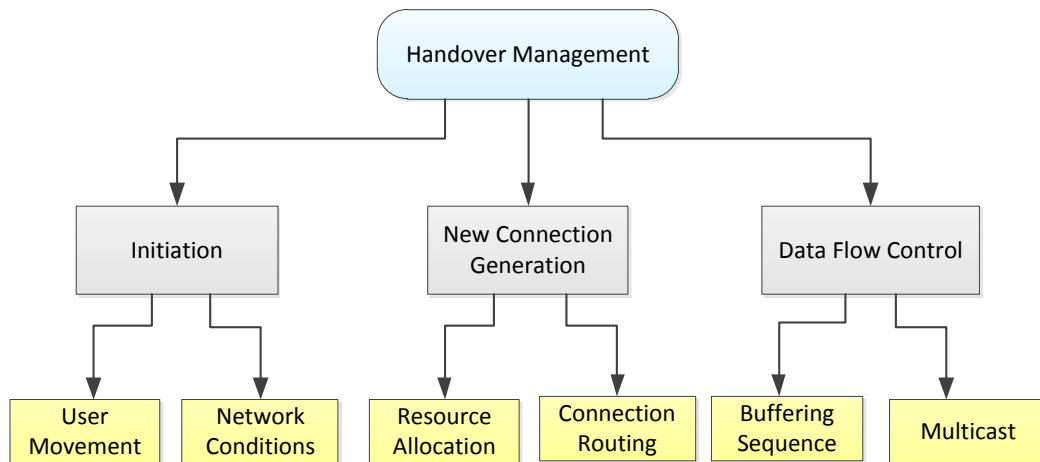 Handover Management
Initiation
New Connection
Generation
Data Flow Control
User
Movement
Network
Conditions
Resource
Allocation
Connection
Routing
Buffering
Sequence
Multicast